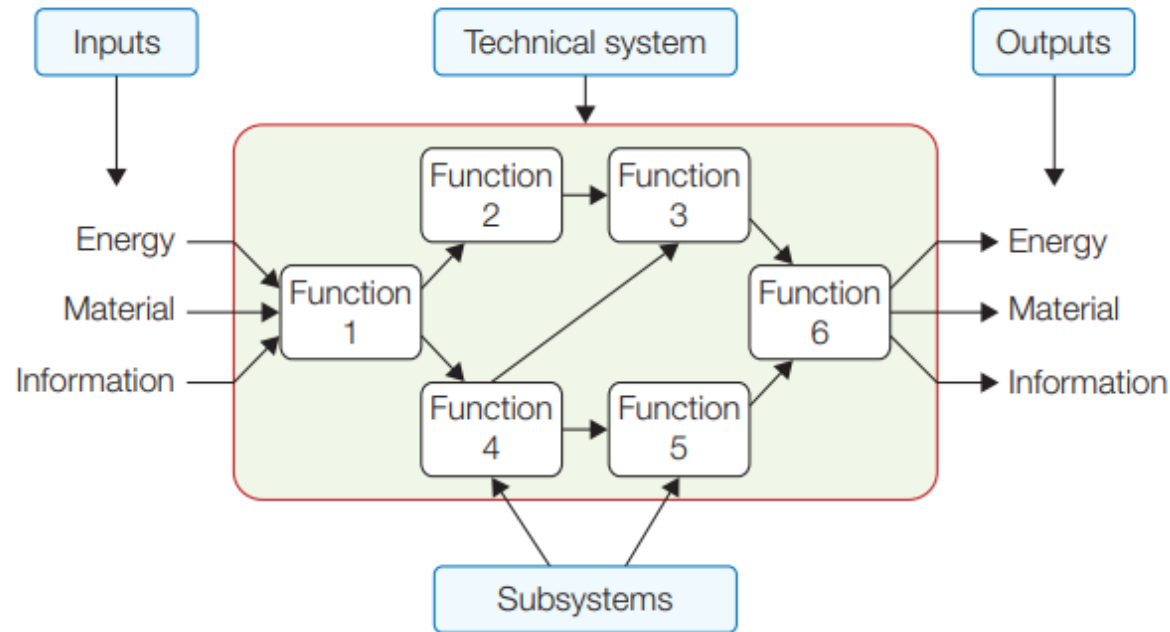 Inputs
Technical system
Outputs
Function
2
Function
3
Energy
Material
Information
Function
1
Function
6
Energy
Material
Information
Function
4
Function
5
Subsystems